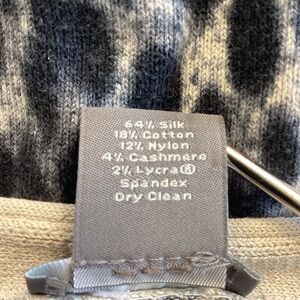 64% Silk
18% Cotton
12% Nylon
4% Cashmere
2% Lycra®
Spandex
Dry Clean